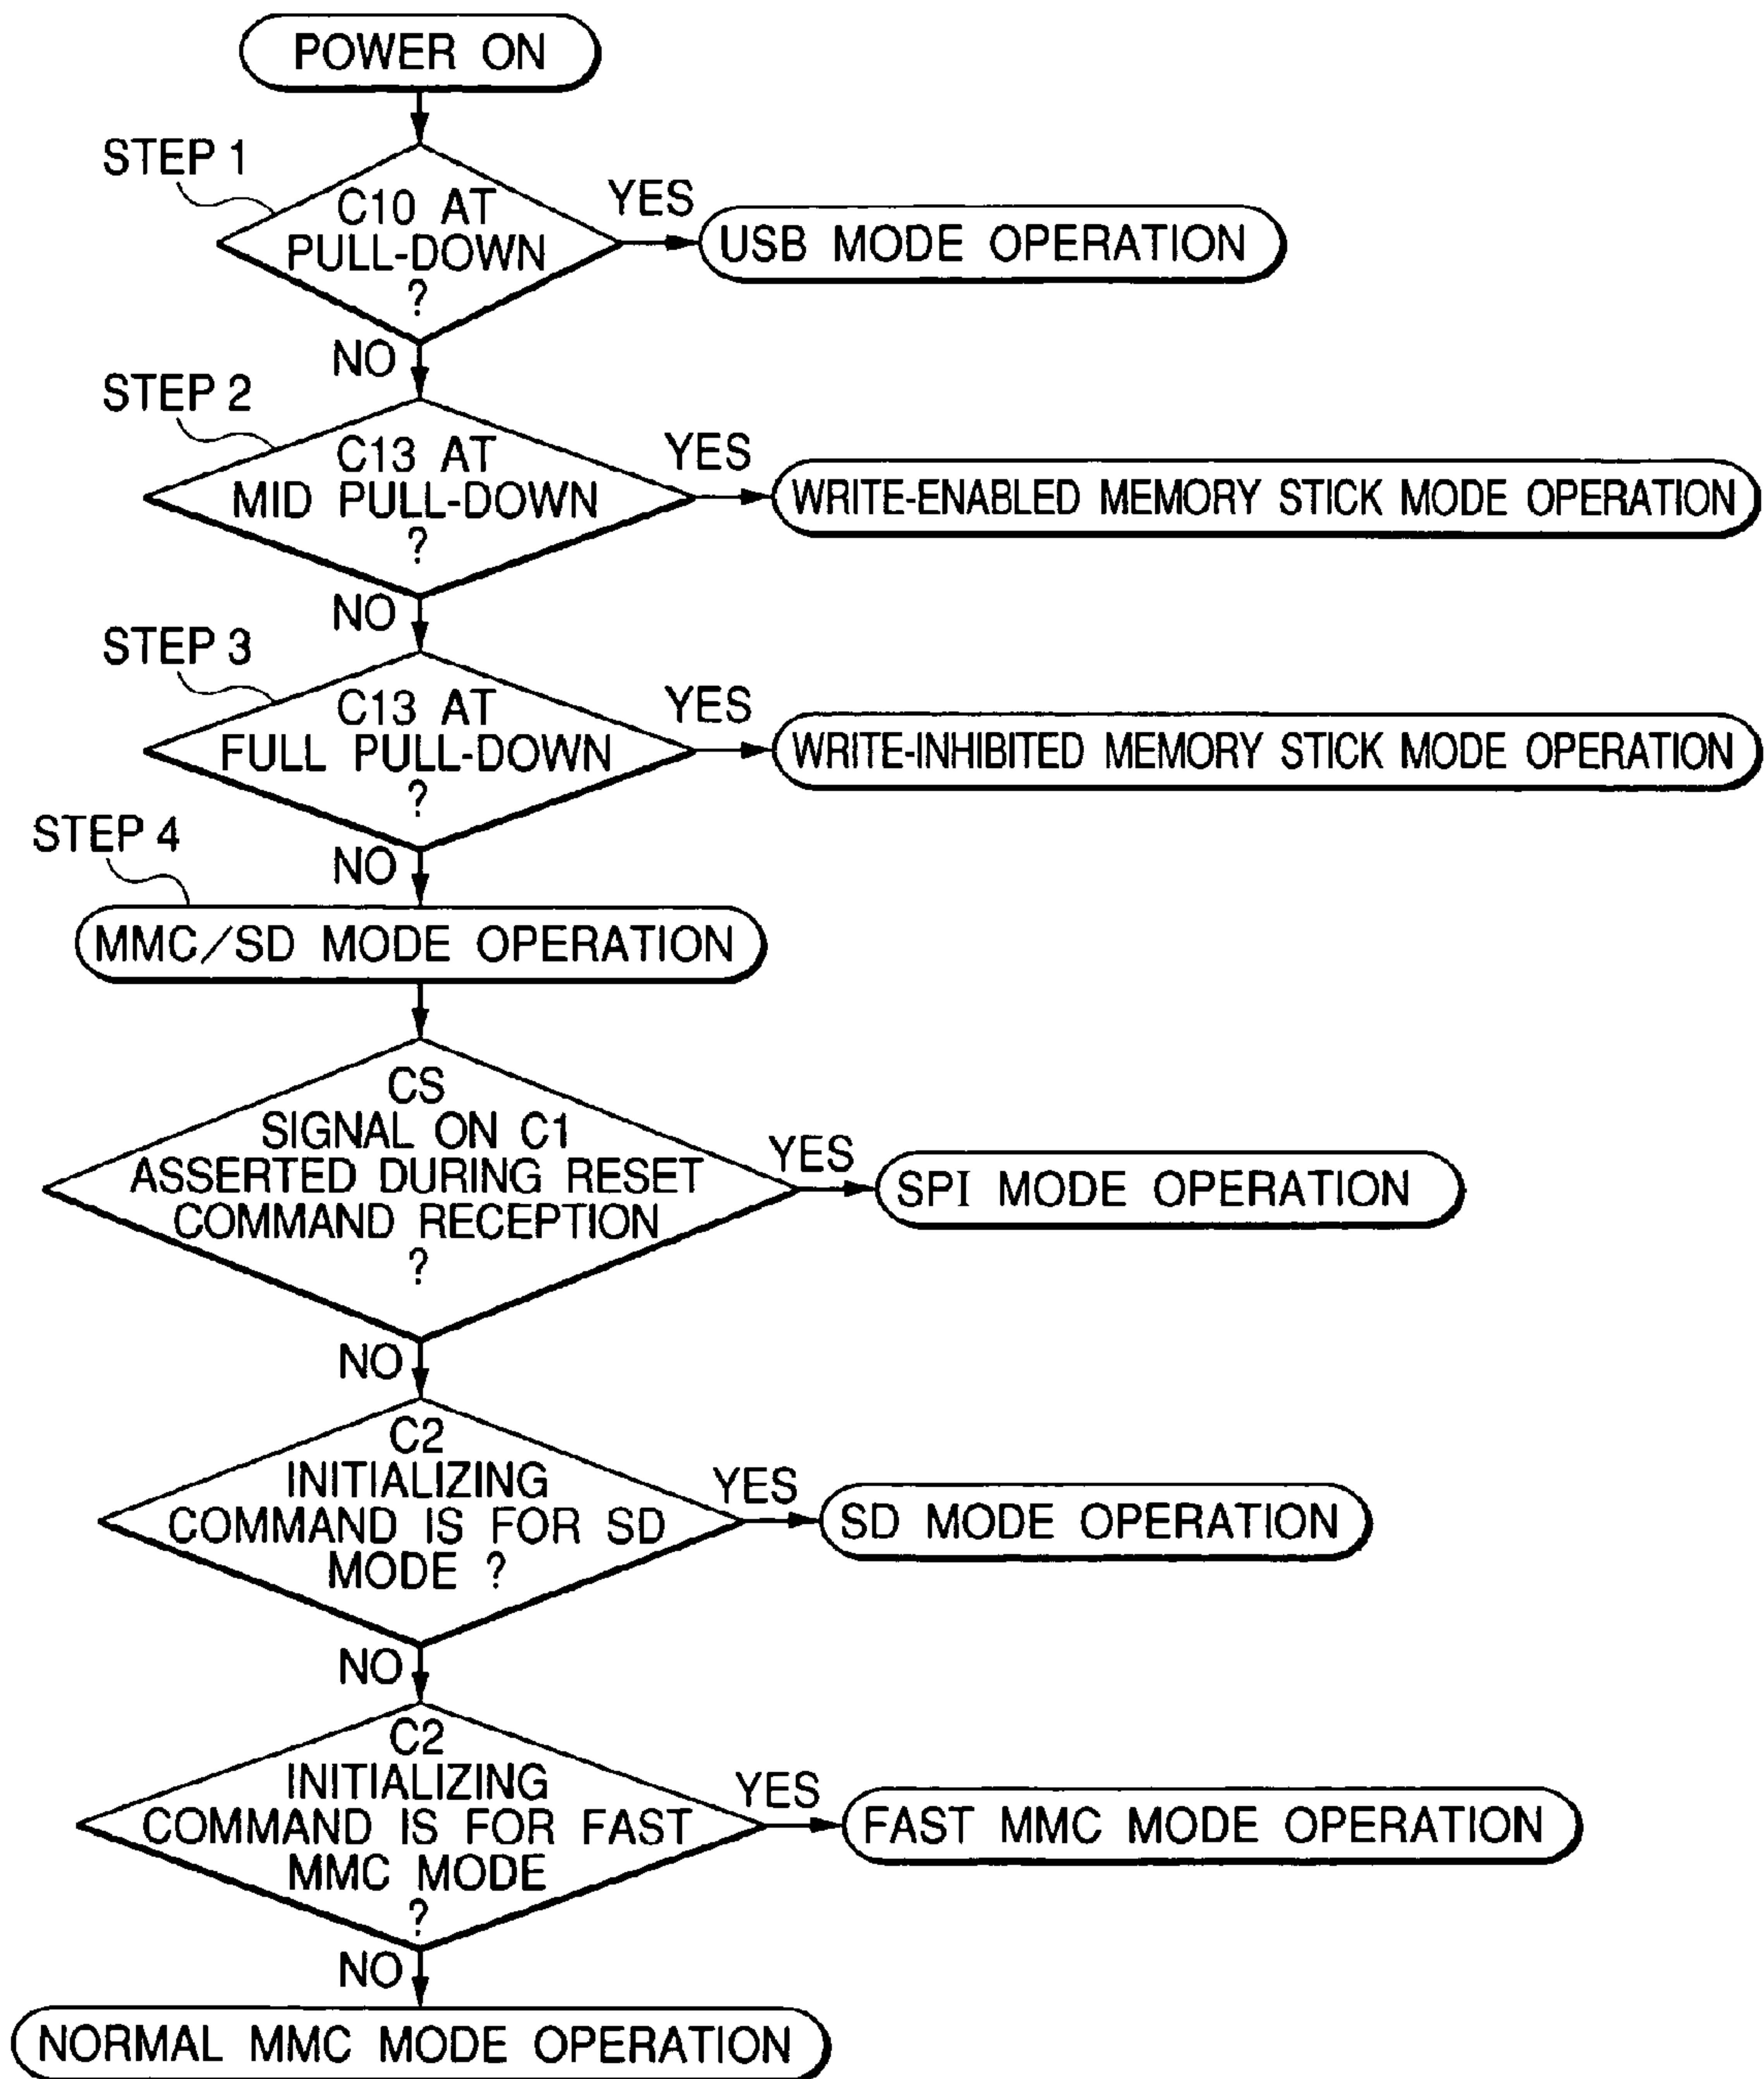 POWER ON
STEP 1
C10 AT
PULL-DOWN
?
YES
USB MODE OPERATION
NO
STEP 2
C13 AT
MID PULL-DOWN
?
YES
WRITE-ENABLED MEMORY STICK MODE OPERATION
NO
STEP 3
C13 AT
FULL PULL-DOWN
?
YES
WRITE-INHIBITED MEMORY STICK MODE OPERATION
NO
STEP 4
MMC/SD MODE OPERATION
CS
SIGNAL ON C1
ASSERTED DURING RESET
COMMAND RECEPTION
?
YES
SPI MODE OPERATION
NO
C2
INITIALIZING
COMMAND IS FOR SD
MODE ?
YES
SD MODE OPERATION
NO
C2
INITIALIZING
COMMAND IS FOR FAST
MMC MODE
?
YES
FAST MMC MODE OPERATION
NO
NORMAL MMC MODE OPERATION